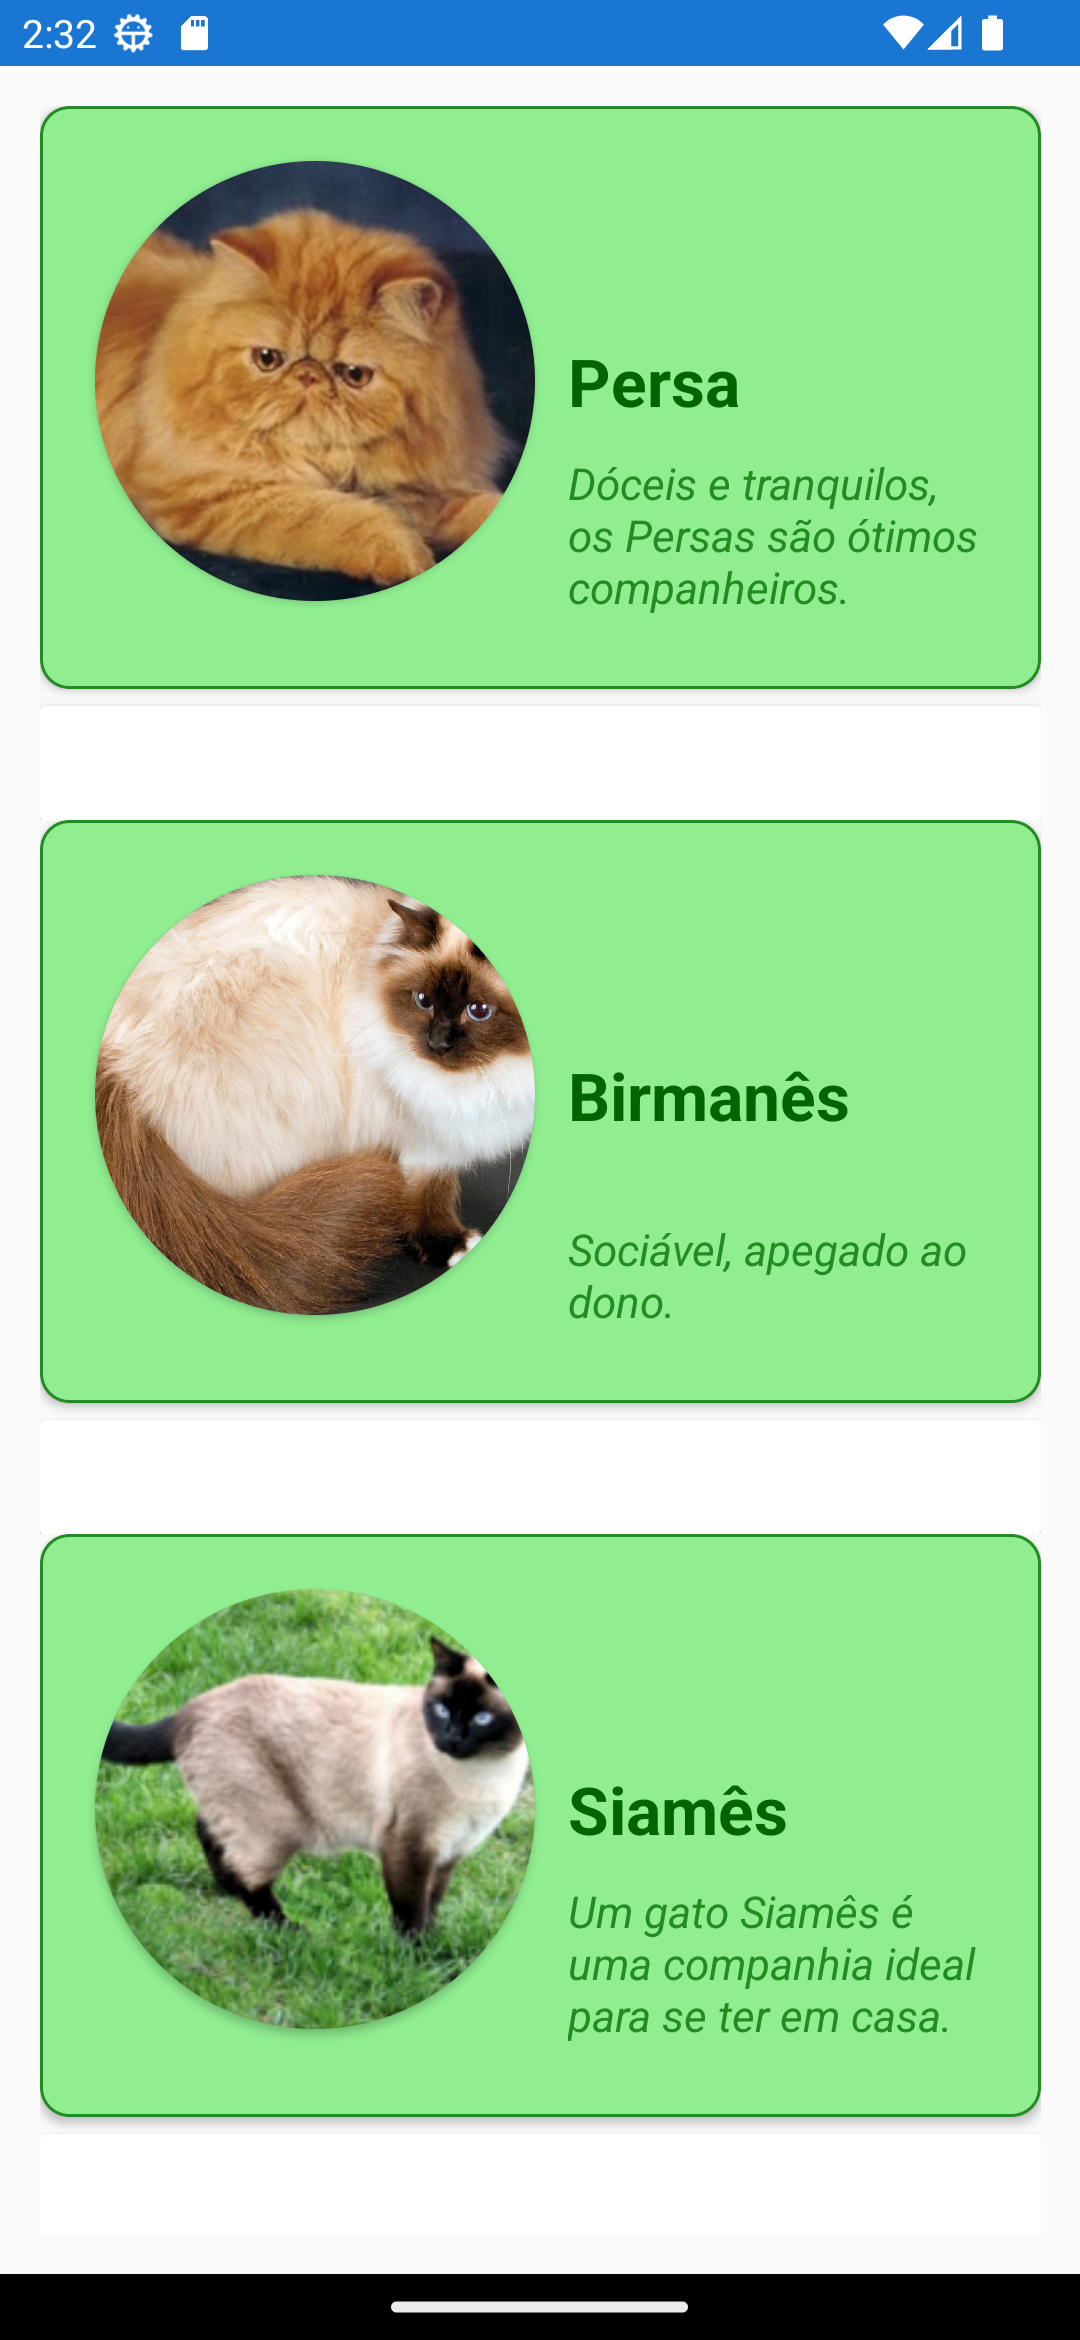 2:32
Persa
Dóceis e tranquilos,
os Persas são ótimos
companheiros.
Birmanês
Sociável, apegado ao
dono.
Siamês
Um gato Siamês é
uma companhia ideal
para se ter em casa.